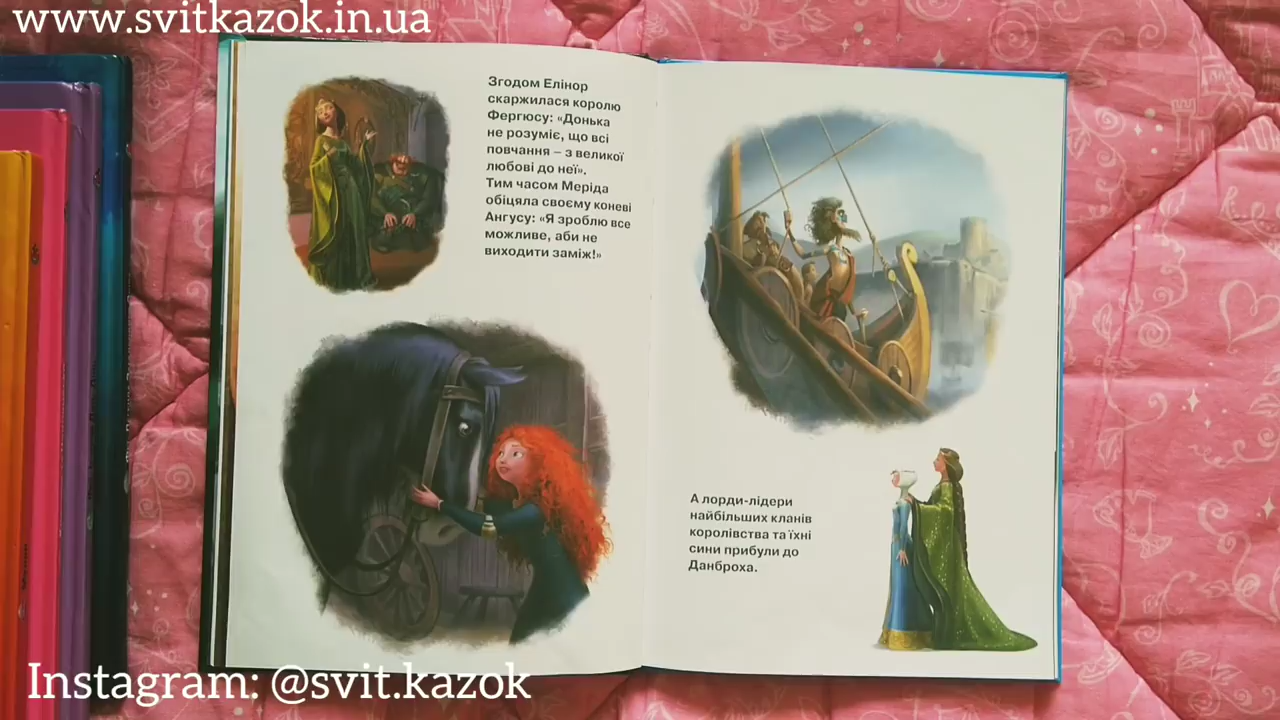 www.svitkazok.in.ua
Згодом Елінор
скаржилася королю
Фергюсу: «Донька
не розуміє, що всі
повчання – з великої
любові до неї».
Тим часом Меріда
обіцяла своєму коневі
Ангусу: «Я зроблю все
можливе, аби не
виходити заміж!»
А лорди-лідери
найбільших кланів
королівства та їхні
сини прибули до
Данброха.
Instagram: @svit.kazok